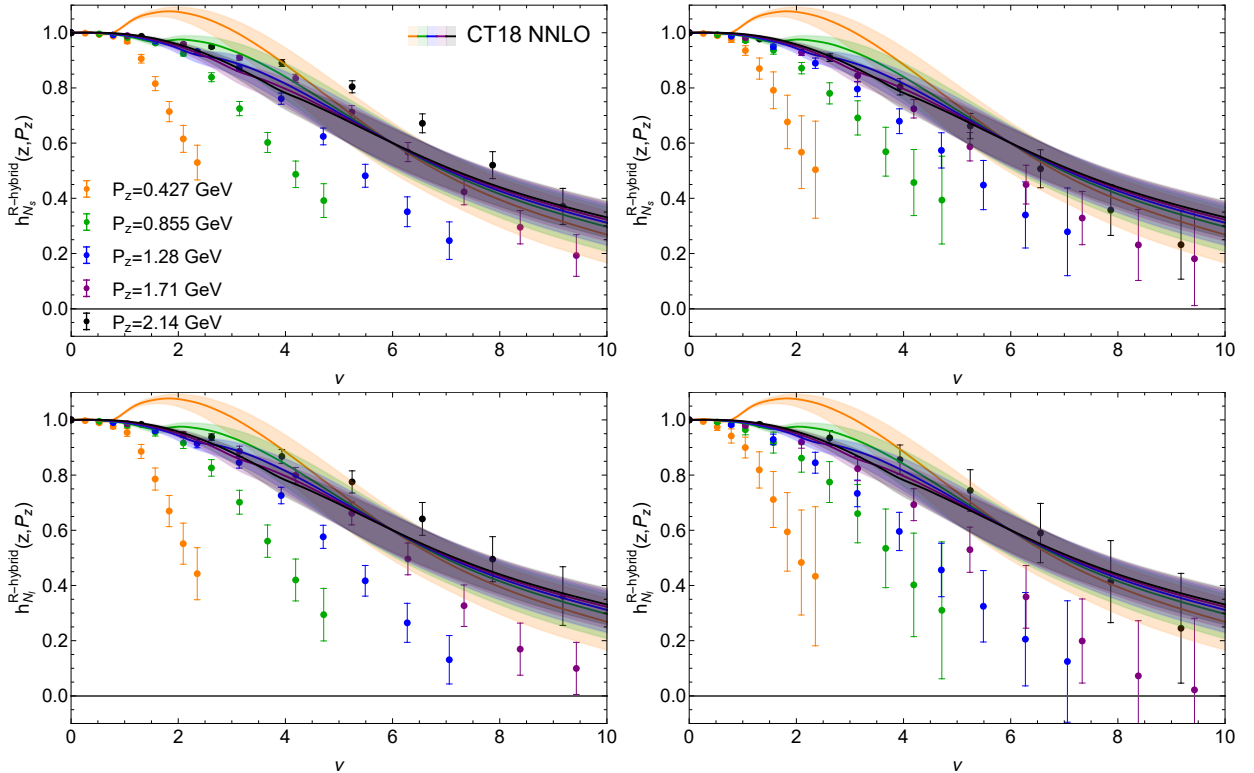 CT18 NNLO
h_{N_s}^{R-hybrid}(z,P_z)
1.0
0.8
0.6
0.4
0.2
0.0
P_z=0.427 GeV
P_z=0.855 GeV
P_z=1.28 GeV
P_z=1.71 GeV
P_z=2.14 GeV
0 2 4 6 8 10
ν
h_{N_s}^{R-hybrid}(z,P_z)
1.0
0.8
0.6
0.4
0.2
0.0
0 2 4 6 8 10
ν
h_{N_l}^{R-hybrid}(z,P_z)
1.0
0.8
0.6
0.4
0.2
0.0
0 2 4 6 8 10
ν
h_{N_l}^{R-hybrid}(z,P_z)
1.0
0.8
0.6
0.4
0.2
0.0
0 2 4 6 8 10
ν